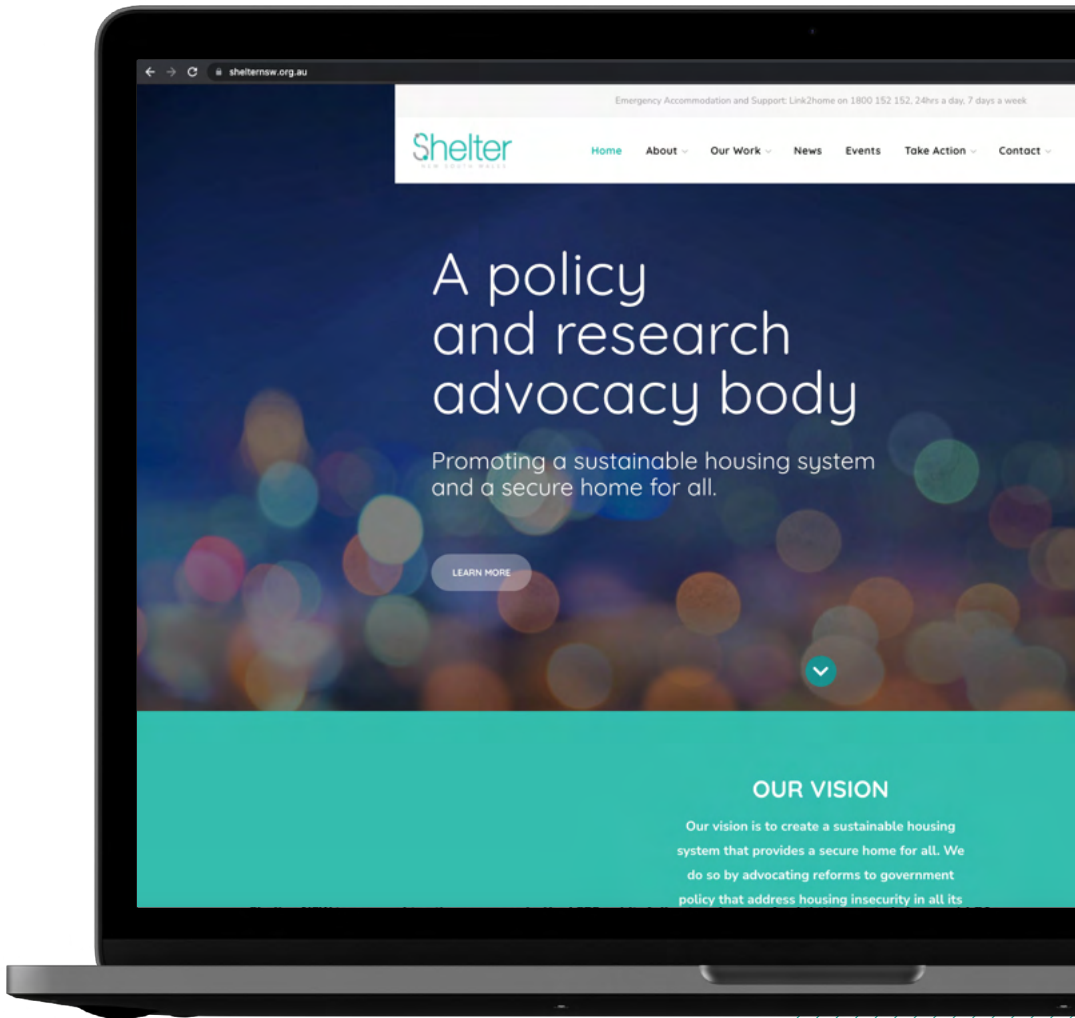 shelternsw.org.au
Emergency Accommodation and Support: Link2home on 1800 152 152, 24hrs a day, 7 days a week
Shelter
NEW SOUTH WALES
Home About Our Work News Events Take Action Contact
A policy
and research
advocacy body
Promoting a sustainable housing system
and a secure home for all.
LEARN MORE
OUR VISION
Our vision is to create a sustainable housing
system that provides a secure home for all. We
do so by advocating reforms to government
policy that address housing insecurity in all its